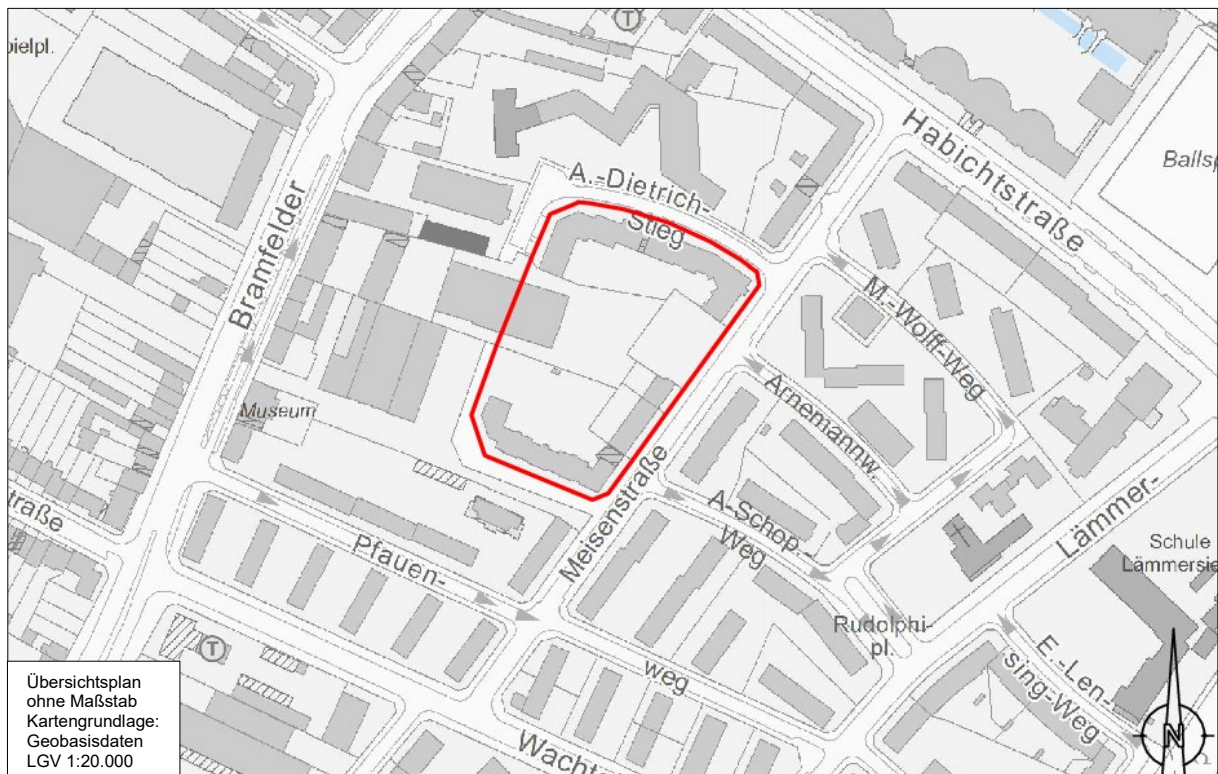 T
pielpl.
Habichtstraße
Ballsp
A.-Dietrich-
Stieg
Bramfelder
M.-Wolff-Weg
Arnemannw.
Museum
Meisenstraße
A-Schop.-
Weg
Lämmer-
Schule
Lämmersie
traße
Pfauen-
weg
Rudolphi-
pl.
T
E.-Len-
sing-Weg
Wacht
N
Übersichtsplan
ohne Maßstab
Kartengrundlage:
Geobasisdaten
LGV 1:20.000